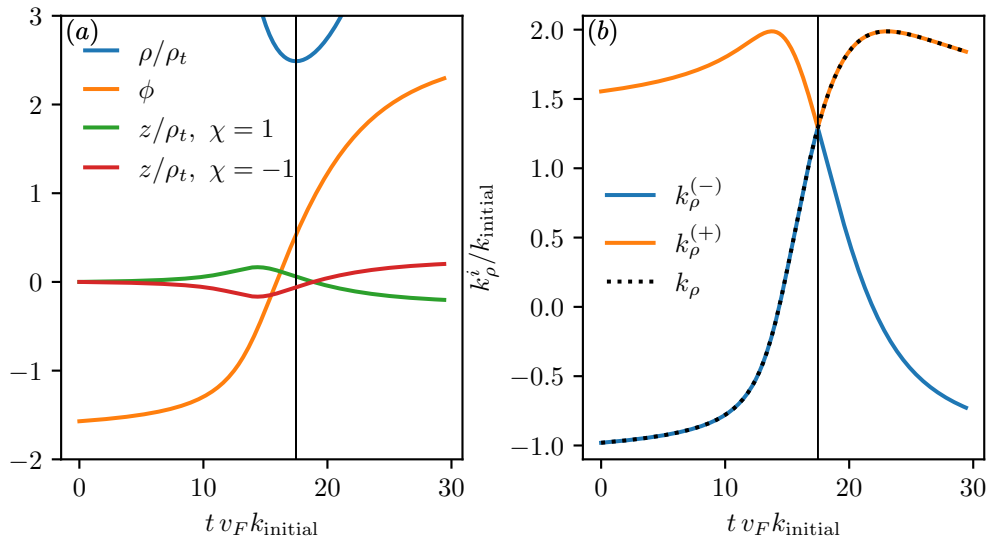 (a)
3
2
1
0
−1
−2
0
10
20
30
t v_F k_initial
ρ/ρ_t
ϕ
z/ρ_t, χ = 1
z/ρ_t, χ = −1
(b)
2.0
1.5
1.0
0.5
0.0
−0.5
−1.0
0
10
20
30
t v_F k_initial
k_ρ^i/k_initial
k_ρ^(−)
k_ρ^(+)
k_ρ